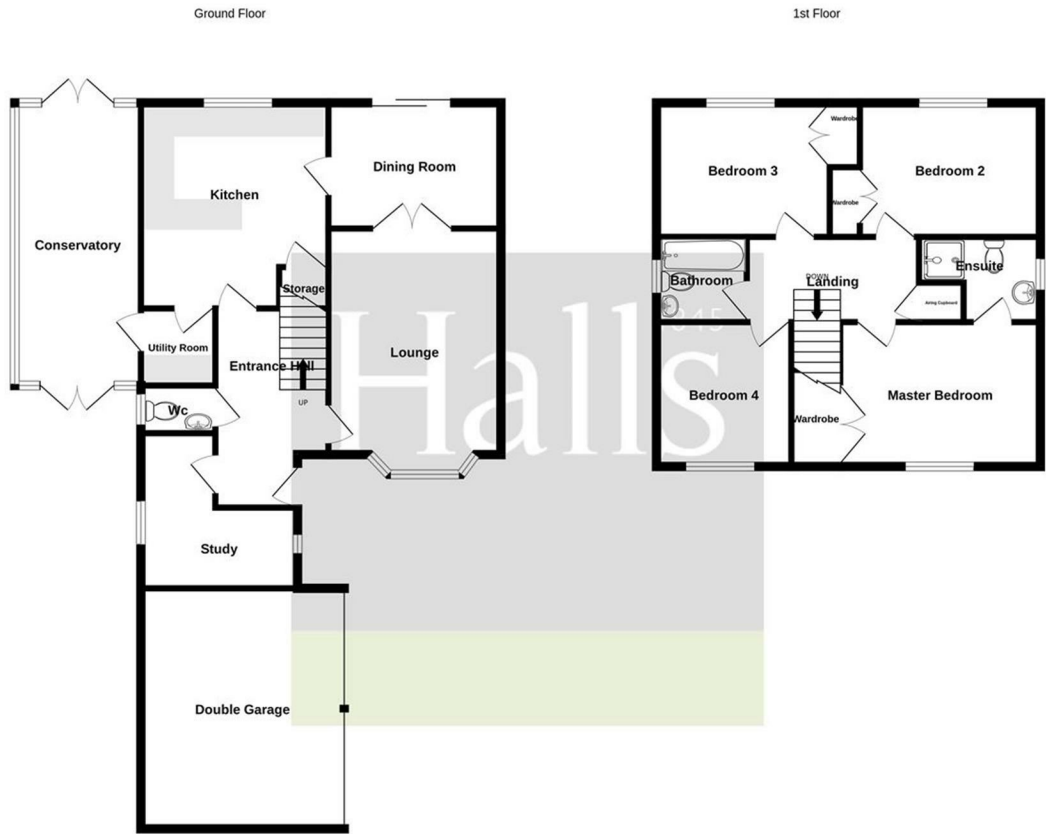 Ground Floor
1st Floor
Conservatory
Kitchen
Dining Room
Storage
Utility Room
Entrance Hall
Lounge
Wc
UP
Study
Double Garage
Bedroom 3
Wardrobe
Bedroom 2
Wardrobe
Bathroom
DOWN
Landing
Ensuite
Airing Cupboard
Bedroom 4
Wardrobe
Master Bedroom
Halls
845